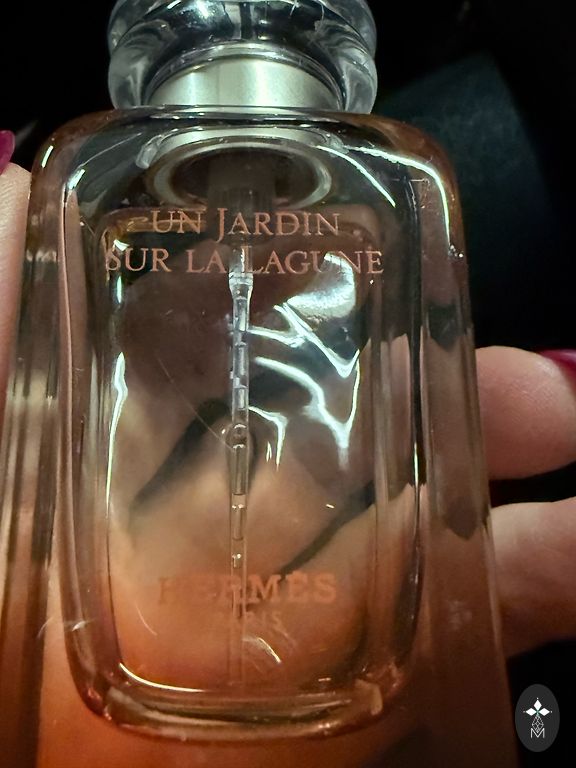 UN JARDIN
SUR LA LAGUNE
HERMÈS
PARIS